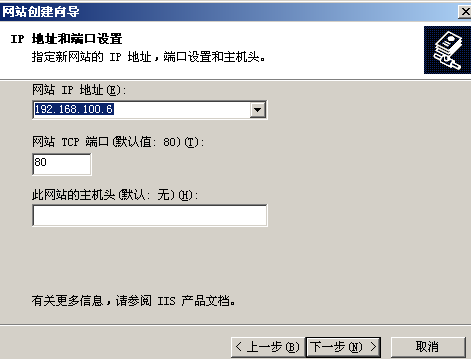 网站创建向导
IP 地址和端口设置
指定新网站的 IP 地址，端口设置和主机头。
网站 IP 地址(E):
192.168.100.6
网站 TCP 端口(默认值: 80)(T):
80
此网站的主机头(默认: 无)(H):
有关更多信息，请参阅 IIS 产品文档。
< 上一步(B) 下一步(N) > 取消